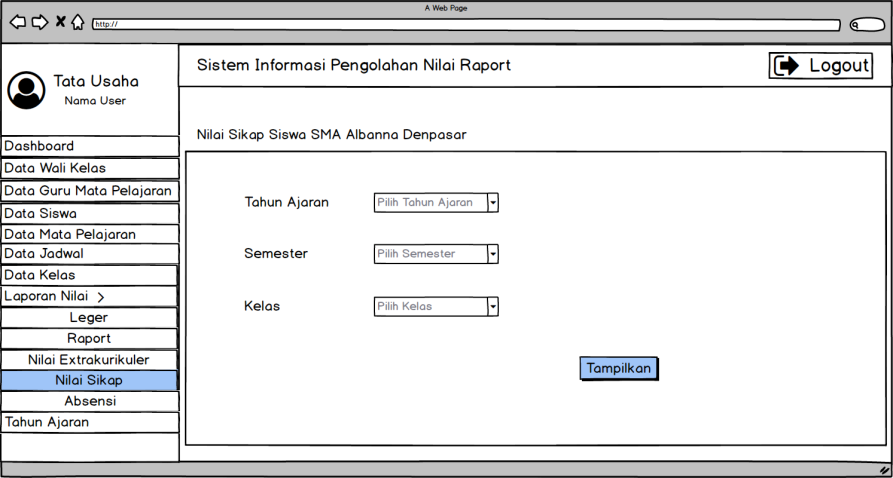 A Web Page
http://
Tata Usaha
Nama User
Sistem Informasi Pengolahan Nilai Raport
Logout
Nilai Sikap Siswa SMA Albanna Denpasar
Dashboard
Data Wali Kelas
Data Guru Mata Pelajaran
Data Siswa
Data Mata Pelajaran
Data Jadwal
Data Kelas
Laporan Nilai >
Leger
Raport
Nilai Extrakurikuler
Nilai Sikap
Absensi
Tahun Ajaran
Tahun Ajaran Pilih Tahun Ajaran
Semester Pilih Semester
Kelas Pilih Kelas
Tampilkan